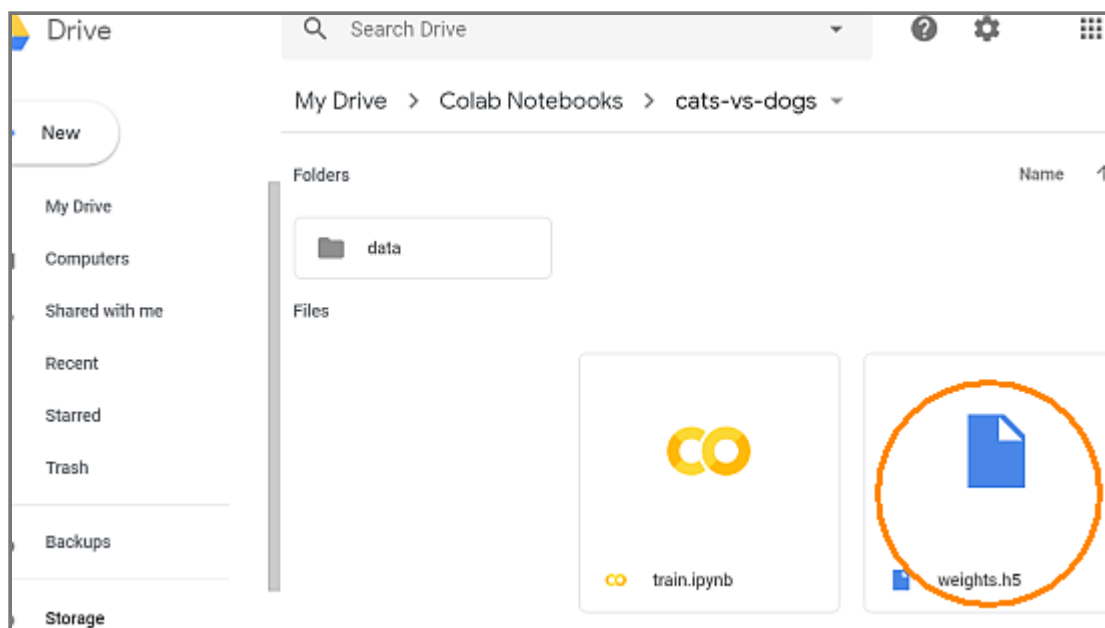 Drive
Search Drive
My Drive > Colab Notebooks > cats-vs-dogs
New
Folders
Name
My Drive
data
Computers
Shared with me
Files
Recent
Starred
Trash
Backups
train.ipynb
weights.h5
Storage